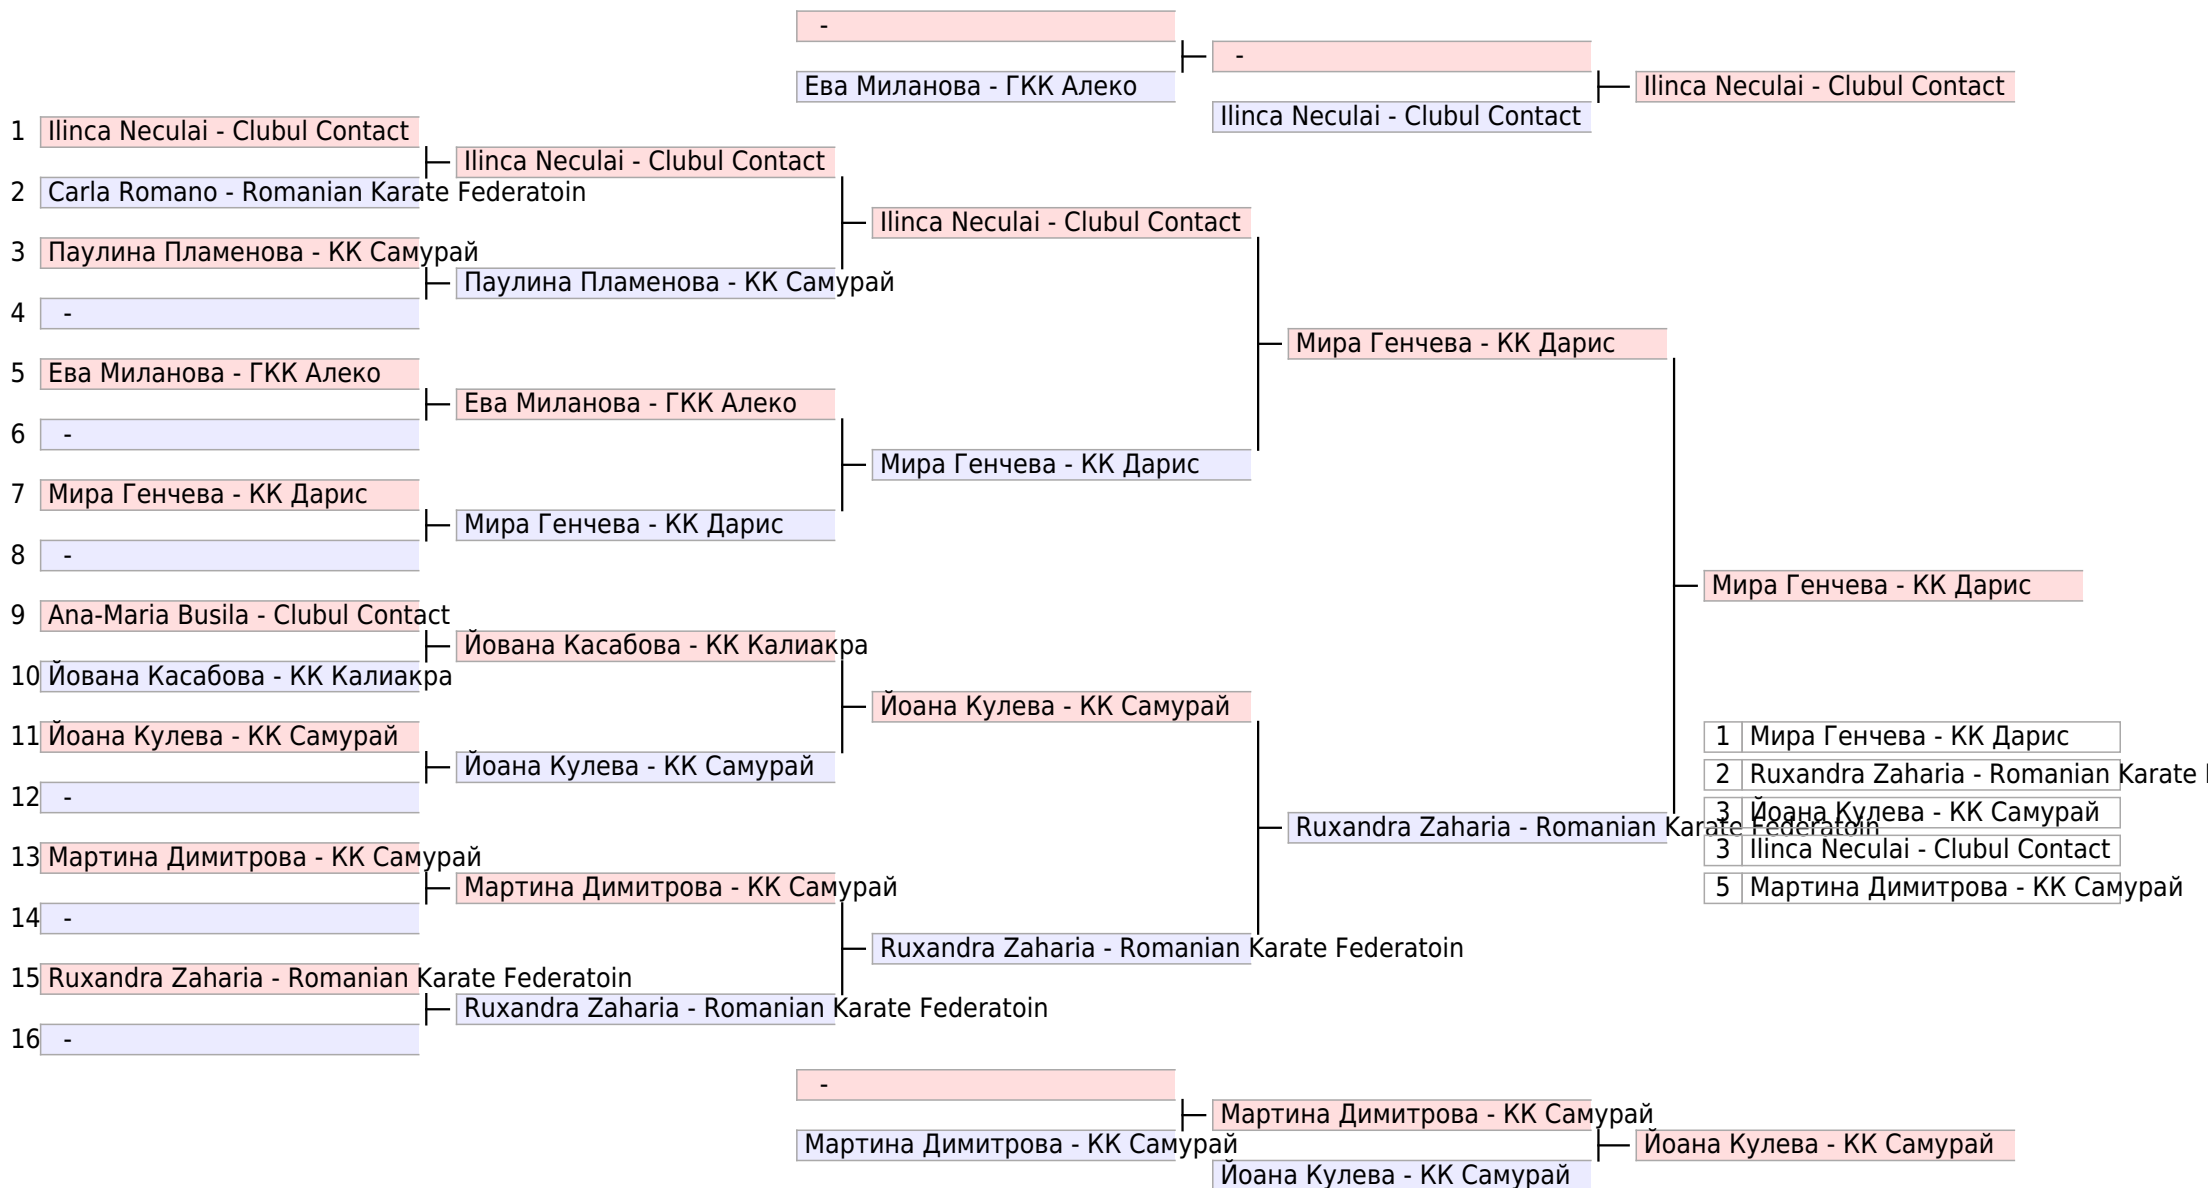 -
Ева Миланова - ГКК Алеко
-
Ilinca Neculai - Clubul Contact
Ilinca Neculai - Clubul Contact
1 Ilinca Neculai - Clubul Contact
2 Carla Romano - Romanian Karate Federatoin
3 Паулина Пламенова - КК Самурай
4 -
5 Ева Миланова - ГКК Алеко
6 -
7 Мира Генчева - КК Дарис
8 -
9 Ana-Maria Busila - Clubul Contact
10 Йована Касабова - КК Калиакра
11 Йоана Кулева - КК Самурай
12 -
13 Мартина Димитрова - КК Самурай
14 -
15 Ruxandra Zaharia - Romanian Karate Federatoin
16 -
Ilinca Neculai - Clubul Contact
Паулина Пламенова - КК Самурай
Ева Миланова - ГКК Алеко
Мира Генчева - КК Дарис
Йована Касабова - КК Калиакра
Йоана Кулева - КК Самурай
Мартина Димитрова - КК Самурай
Ruxandra Zaharia - Romanian Karate Federatoin
Ilinca Neculai - Clubul Contact
Мира Генчева - КК Дарис
Йоана Кулева - КК Самурай
Ruxandra Zaharia - Romanian Karate Federatoin
Мира Генчева - КК Дарис
Ruxandra Zaharia - Romanian Karate Federatoin
Мира Генчева - КК Дарис
1 Мира Генчева - КК Дарис
2 Ruxandra Zaharia - Romanian Karate
3 Йоана Кулева - КК Самурай
3 Ilinca Neculai - Clubul Contact
5 Мартина Димитрова - КК Самурай
-
Мартина Димитрова - КК Самурай
Мартина Димитрова - КК Самурай
Йоана Кулева - КК Самурай
Йоана Кулева - КК Самурай